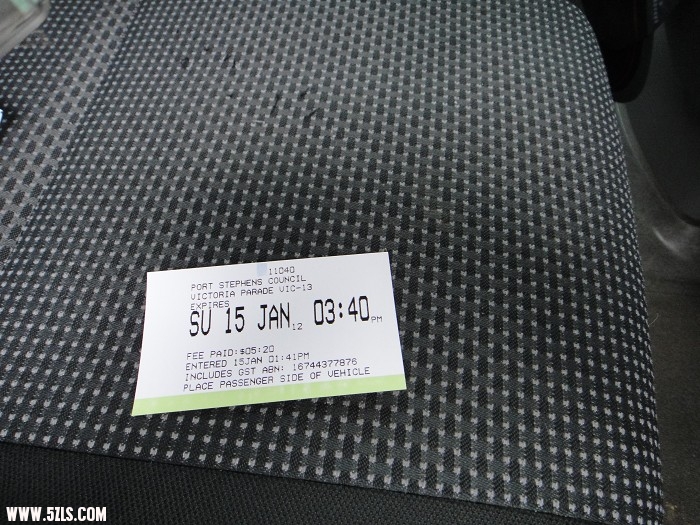 11040
PORT STEPHENS COUNCIL
VICTORIA PARADE VIC-13
EXPIRES
SU 15 JAN 12 03:40 PM
FEE PAID:$05:20
ENTERED 15JAN 01:41PM
INCLUDES GST ABN: 16744377876
PLACE PASSENGER SIDE OF VEHICLE
WWW.5ZLS.COM